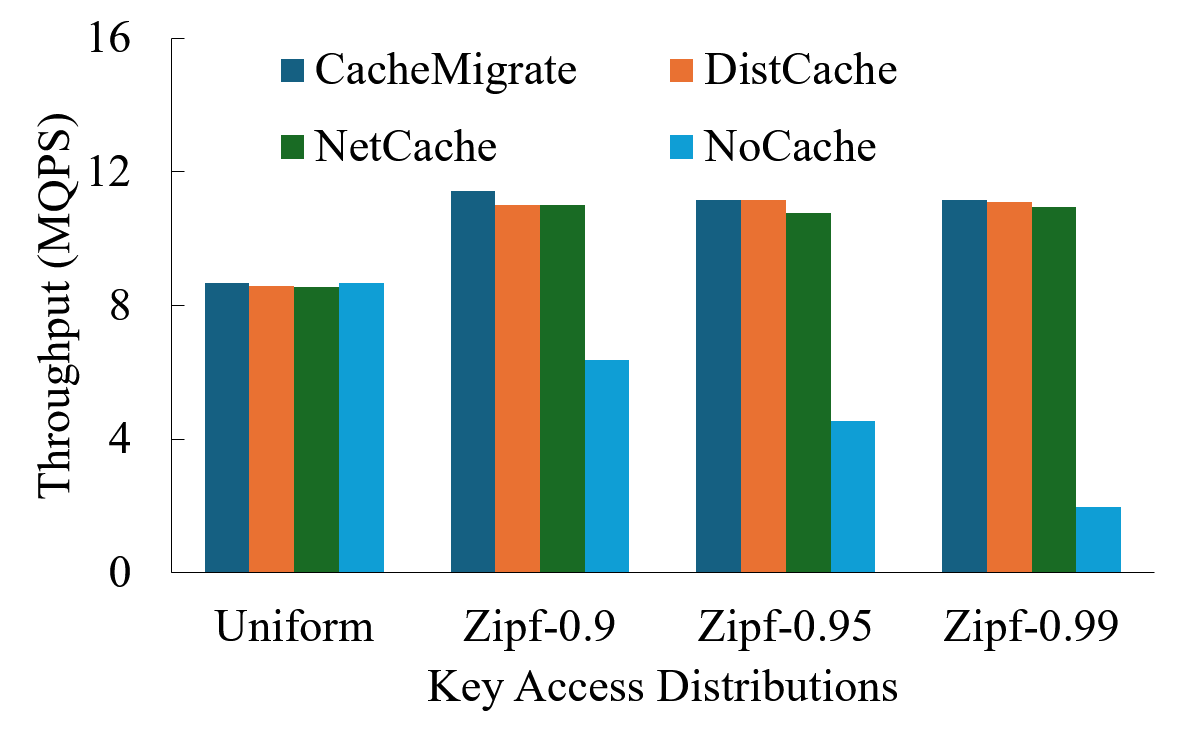 Throughput (MQPS)
16
12
8
4
0
CacheMigrate
DistCache
NetCache
NoCache
Uniform
Zipf-0.9
Zipf-0.95
Zipf-0.99
Key Access Distributions